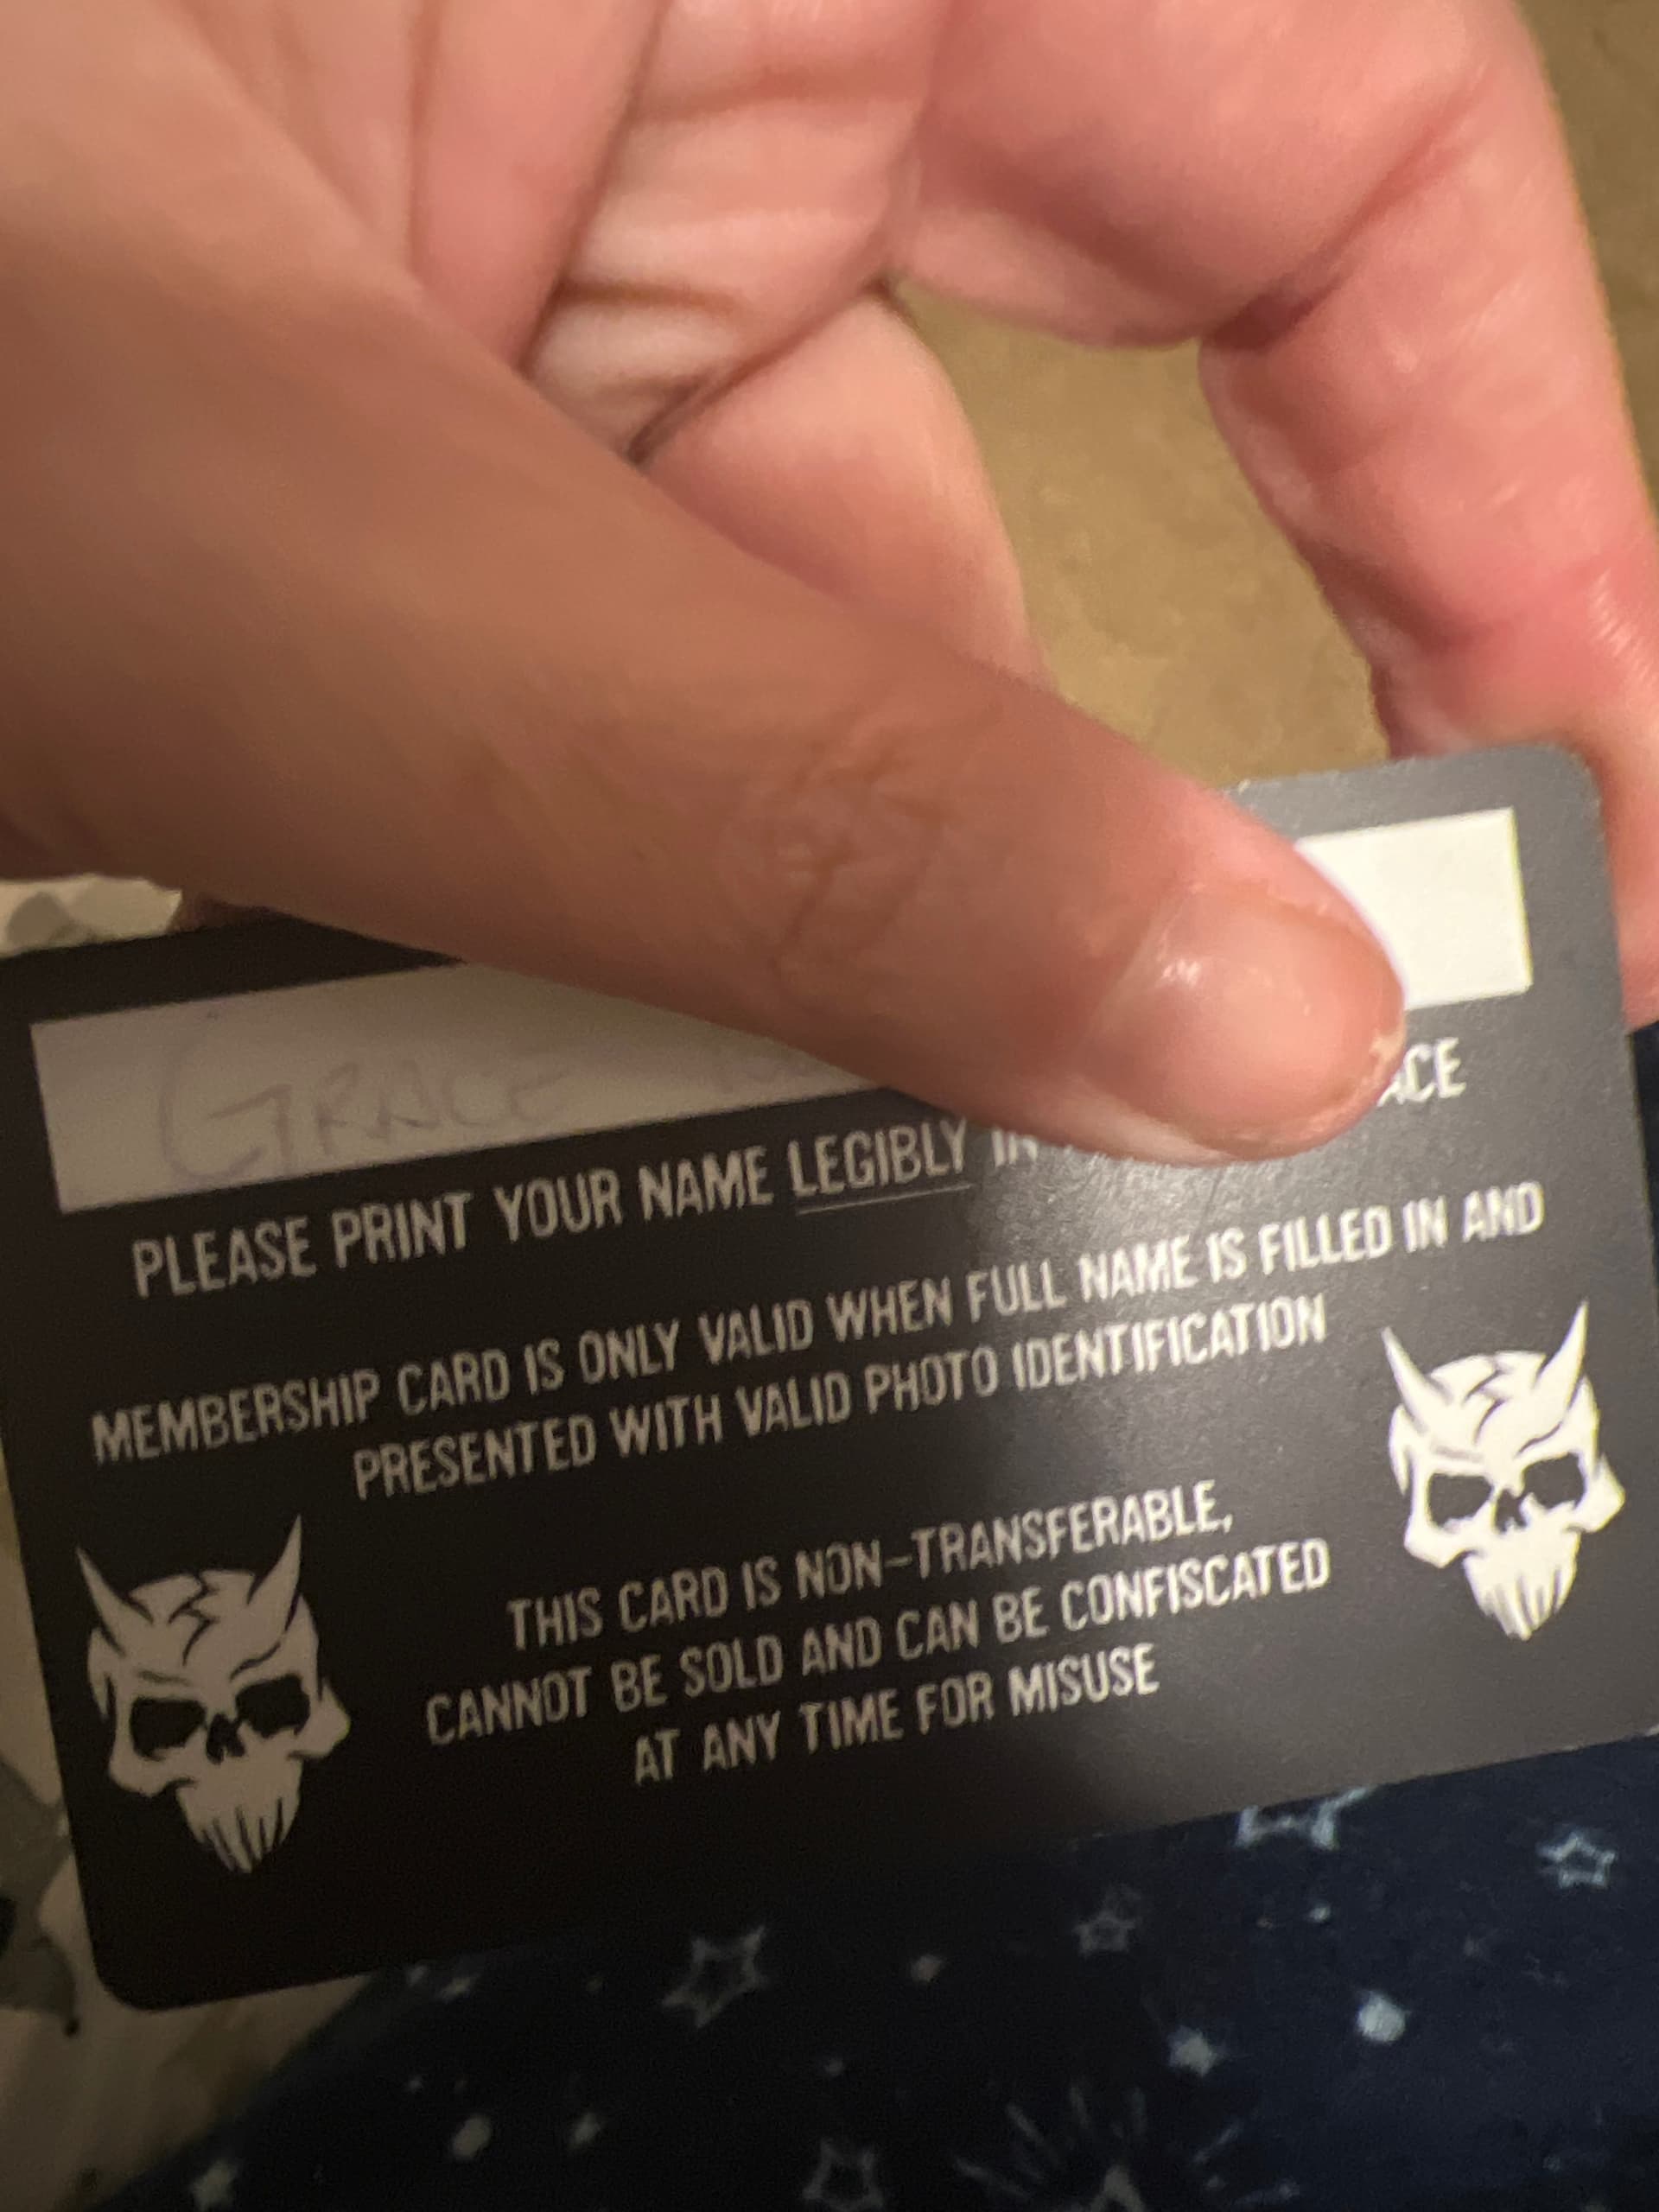 GRACE
PLEASE PRINT YOUR NAME LEGIBLY IN
MEMBERSHIP CARD IS ONLY VALID WHEN FULL NAME IS FILLED IN AND
PRESENTED WITH VALID PHOTO IDENTIFICATION
THIS CARD IS NON-TRANSFERABLE,
CANNOT BE SOLD AND CAN BE CONFISCATED
AT ANY TIME FOR MISUSE